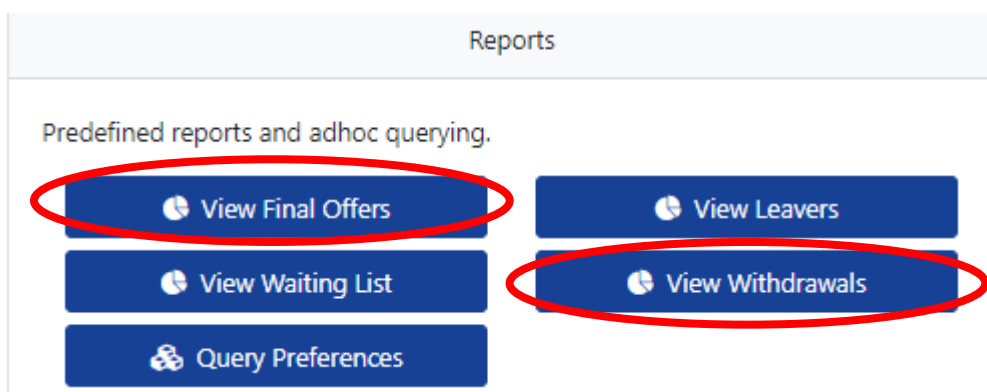 Reports
Predefined reports and adhoc querying.
View Final Offers
View Leavers
View Waiting List
View Withdrawals
Query Preferences